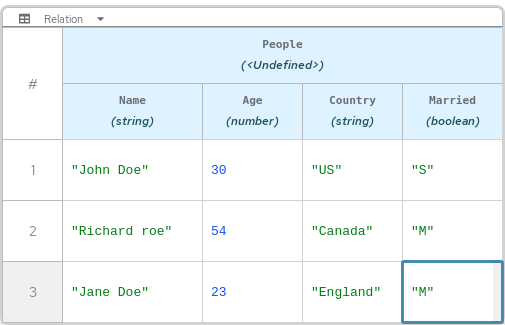 Relation
People
(<Undefined>)
# Name Age Country Married
(string) (number) (string) (boolean)
1 "John Doe" 30 "US" "S"
2 "Richard roe" 54 "Canada" "M"
3 "Jane Doe" 23 "England" "M"